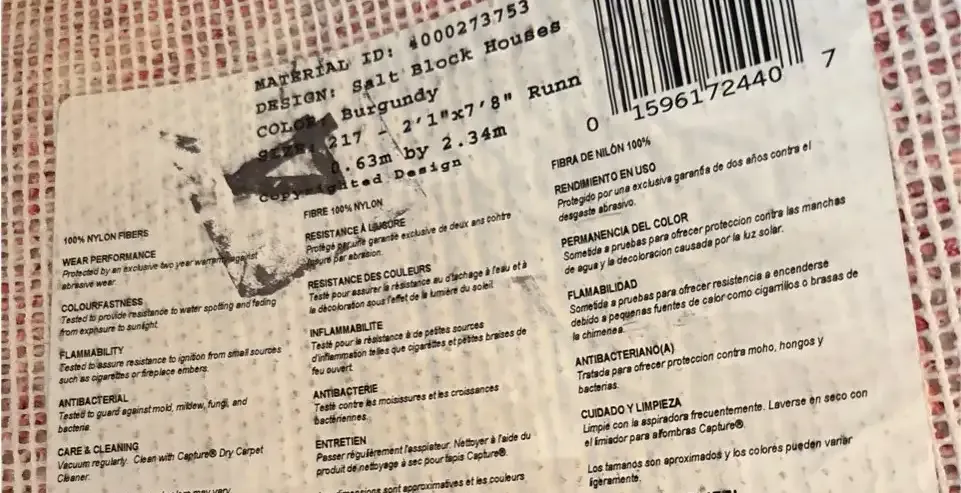 MATERIAL ID: 4000273753
DESIGN: Salt Block Houses
COLOR: Burgundy
217 - 2'1"x7'8" Runn
0.63m by 2.34m
Copyrighted Design
0 1596172440 7
100% NYLON FIBERS
WEAR PERFORMANCE
Protected by an exclusive two year warranty against
abrasive wear.
COLOURFASTNESS
Tested to provide resistance to water spotting and fading
from exposure to sunlight.
FLAMMABILITY
Tested to assure resistance to ignition from small sources
such as cigarettes or fireplace embers.
ANTIBACTERIAL
Tested to guard against mold, mildew, fungi, and
bacteria.
CARE & CLEANING
Vacuum regularly. Clean with Capture® Dry Carpet
Cleaner.
may vary
FIBRE 100% NYLON
RESISTANCE À L'USURE
Protégé par une garantie exclusive de deux ans contre
l'usure par abrasion.
RESISTANCE DES COULEURS
Testé pour assurer la résistance au d'tachage à l'eau et à
la décoloration sous l'effet de la lumière du soleil.
INFLAMMABILITE
Testé pour la résistance à de petites sources
d'inflammation telles que cigarettes et petites braises de
feu ouvert.
ANTIBACTERIE
Testé contre les moisissures et les croissances
bactériennes.
ENTRETIEN
Passer régulièrement l'asspiateur. Nettoyer à l'aide du
produit de nettoyage à sec pour tapis Capture®.
dimensions sont approximatives et les couleurs
FIBRA DE NILÓN 100%
RENDIMIENTO EN USO
Protegido por una exclusiva garantía de dos años contra el
desgaste abrasivo.
PERMANENCIA DEL COLOR
Sometida a pruebas para ofrecer proteccion contra las manchas
de agua y la decoloracion causada por la luz solar.
FLAMABILIDAD
Sometida a pruebas para ofrecer resistencia a encenderse
debido a pequenas fuentes de calor como cigarrillos o brasas de
la chimenea.
ANTIBACTERIANO(A)
Tratada para ofrecer proteccion contra moho, hongos y
bacterias.
CUIDADO Y LIMPIEZA
Limpie con la aspiradora frecuentemente. Laverse en seco con
el limiador para alfombras Capture®.
Los tamanos son aproximados y los colores pueden variar
ligeramente.